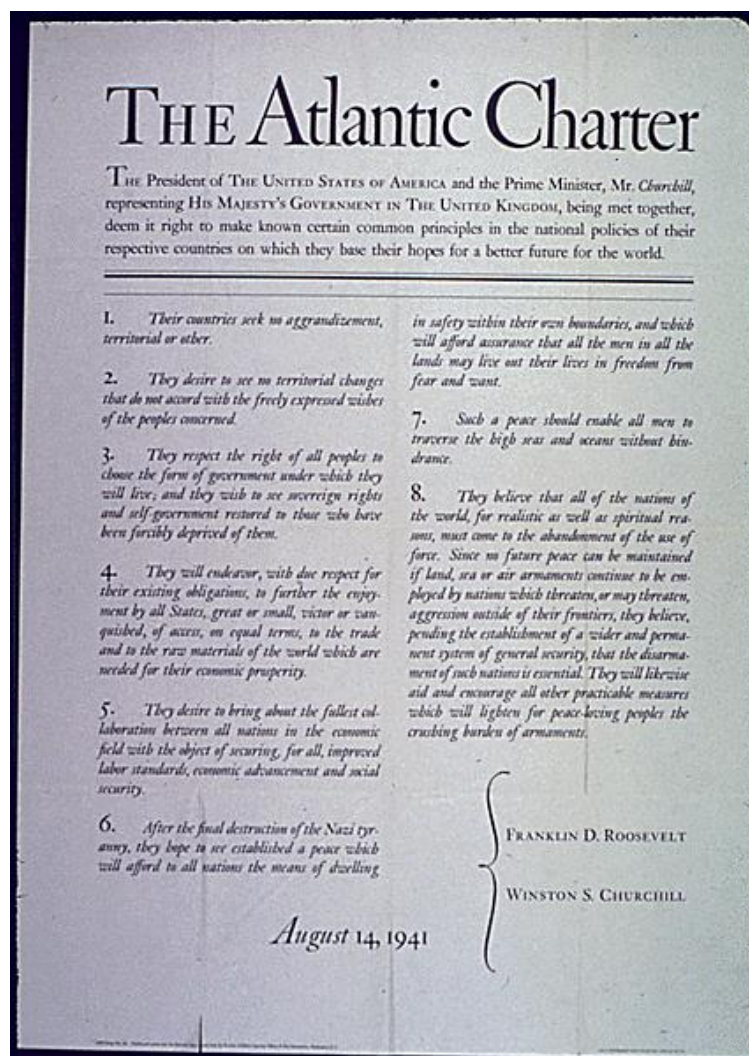 THE Atlantic Charter
THE President of THE UNITED STATES OF AMERICA and the Prime Minister, Mr. Churchill,
representing HIS MAJESTY'S GOVERNMENT IN THE UNITED KINGDOM, being met together,
deem it right to make known certain common principles in the national policies of their
respective countries on which they base their hopes for a better future for the world.
1. Their countries seek no aggrandizement,
territorial or other.
2. They desire to see no territorial changes
that do not accord with the freely expressed wishes
of the peoples concerned.
3. They respect the right of all peoples to
choose the form of government under which they
will live; and they wish to see sovereign rights
and self-government restored to those who have
been forcibly deprived of them.
4. They will endeavor, with due respect for
their existing obligations, to further the enjoy-
ment by all States, great or small, victor or van-
quished, of access, on equal terms, to the trade
and to the raw materials of the world which are
needed for their economic prosperity.
5. They desire to bring about the fullest col-
laboration between all nations in the economic
field with the object of securing, for all, improved
labor standards, economic advancement and social
security.
6. After the final destruction of the Nazi tyr-
anny, they hope to see established a peace which
will afford to all nations the means of dwelling
in safety within their own boundaries, and which
will afford assurance that all the men in all the
lands may live out their lives in freedom from
fear and want.
7. Such a peace should enable all men to
traverse the high seas and oceans without hin-
drance.
8. They believe that all of the nations of
the world, for realistic as well as spiritual rea-
sons, must come to the abandonment of the use of
force. Since no future peace can be maintained
if land, sea or air armaments continue to be em-
ployed by nations which threaten, or may threaten,
aggression outside of their frontiers, they believe,
pending the establishment of a wider and perma-
nent system of general security, that the disarma-
ment of such nations is essential. They will likewise
aid and encourage all other practicable measures
which will lighten for peace-loving peoples the
crushing burden of armaments.
FRANKLIN D. ROOSEVELT
WINSTON S. CHURCHILL
August 14, 1941